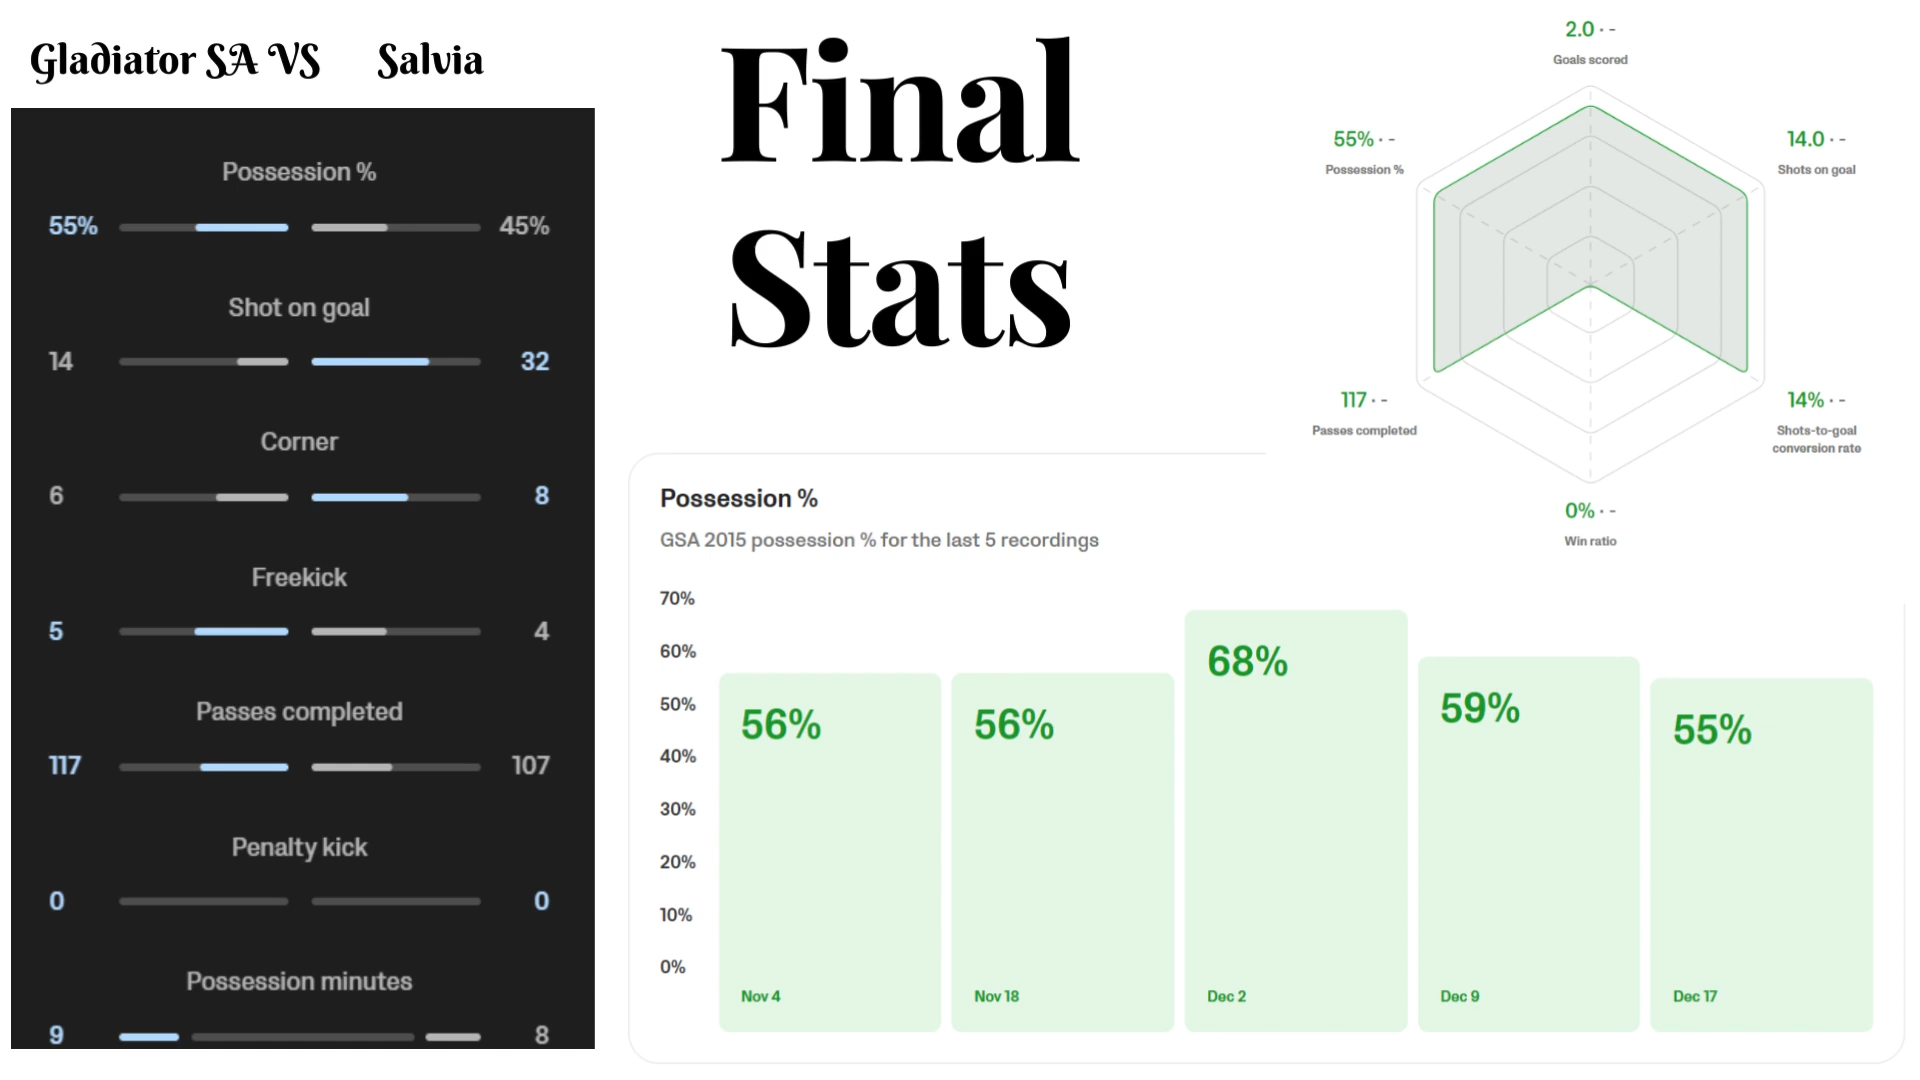 Gladiator SA VS Salvia
Possession %
55% 45%
Shot on goal
14 32
Corner
6 8
Freekick
5 4
Passes completed
117 107
Penalty kick
0 0
Possession minutes
9 8
Final
Stats
2.0 · -
Goals scored
55% · -
Possession %
14.0 · -
Shots on goal
117 · -
Passes completed
14% · -
Shots-to-goal
conversion rate
0% · -
Win ratio
Possession %
GSA 2015 possession % for the last 5 recordings
70%
60%
50%
40%
30%
20%
10%
0%
56%
56%
68%
59%
55%
Nov 4
Nov 18
Dec 2
Dec 9
Dec 17